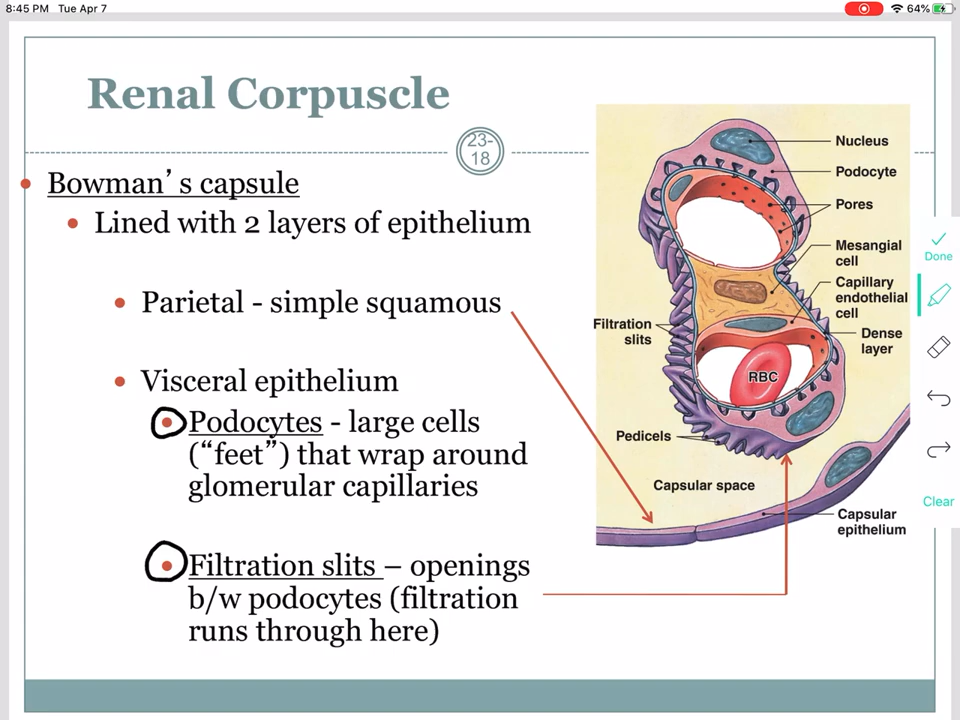 8:45 PM Tue Apr 7
64%
Renal Corpuscle
23-
18
Bowman’s capsule
Lined with 2 layers of epithelium
Parietal - simple squamous
Visceral epithelium
Podocytes - large cells
(“feet”) that wrap around
glomerular capillaries
Filtration slits – openings
b/w podocytes (filtration
runs through here)
Nucleus
Podocyte
Pores
Mesangial
cell
Capillary
endothelial
cell
Dense
layer
Filtration
slits
RBC
Pedicels
Capsular space
Capsular
epithelium
Done
Clear